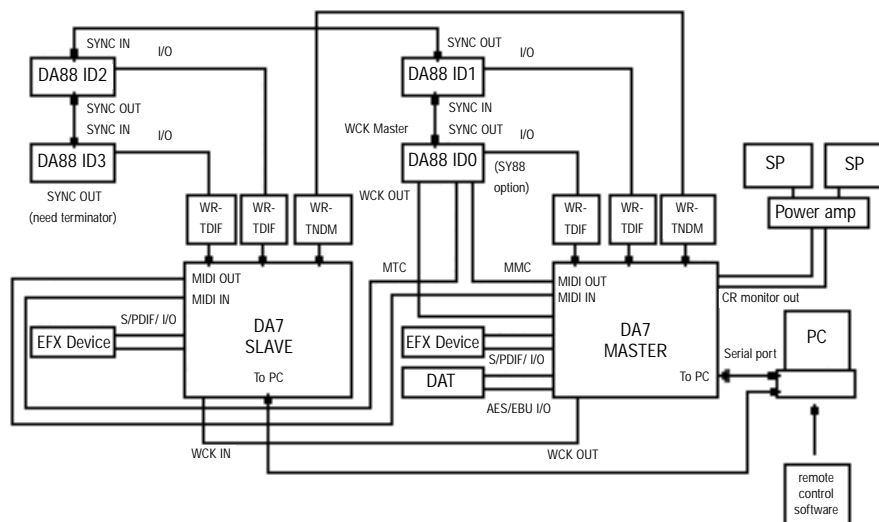 SYNC IN
I/O
SYNC OUT
I/O
DA88 ID2
DA88 ID1
SYNC OUT
SYNC IN
SYNC IN
I/O
WCK Master
SYNC OUT
I/O
DA88 ID3
DA88 ID0
SP
SP
SYNC OUT
(need terminator)
WCK OUT
(SY88
option)
WR-
TDIF
WR-
TDIF
WR-
TNDM
WR-
TDIF
WR-
TDIF
WR-
TNDM
Power amp
MIDI OUT
MIDI IN
MTC
MMC
MIDI OUT
MIDI IN
CR monitor out
S/PDIF/ I/O
EFX Device
DA7
SLAVE
To PC
EFX Device
S/PDIF/ I/O
DAT
AES/EBU I/O
DA7
MASTER
To PC
Serial port
PC
WCK IN
WCK OUT
remote
control
software